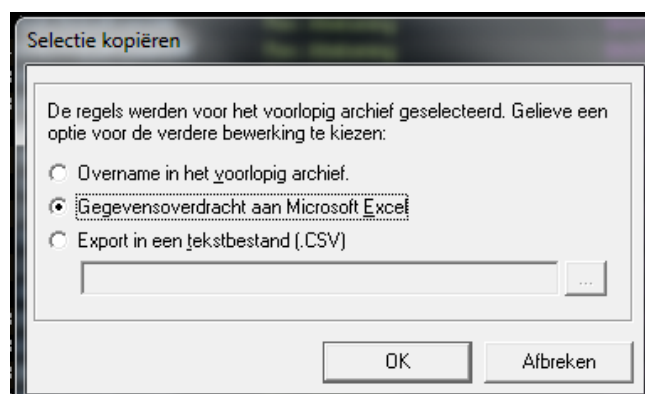 Selectie kopiëren
De regels werden voor het voorlopig archief geselecteerd. Gelieve een
optie voor de verdere bewerking te kiezen:
Overname in het voorlopig archief.
Gegevensoverdracht aan Microsoft Excel
Export in een tekstbestand (.CSV)
...
OK
Afbreken